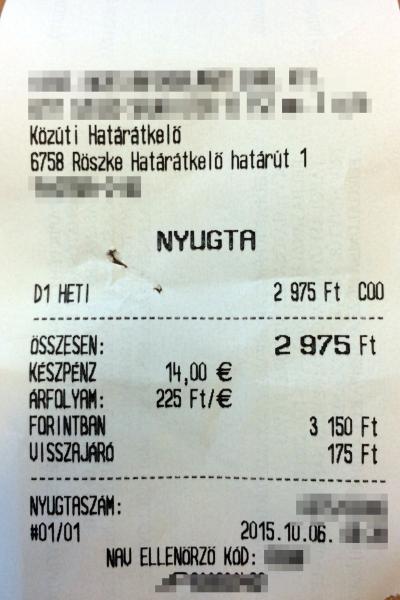 Közúti Határátkelő
6758 Röszke Határátkelő határút 1
NYUGTA
D1 HETI 2 975 Ft C00
ÖSSZESEN: 2 975 Ft
KÉSZPÉNZ 14,00 €
ÁRFOLYAM: 225 Ft/€
FORINTBAN 3 150 Ft
VISSZAJÁRÓ 175 Ft
NYUGTASZÁM:
#01/01 2015.10.06.
NAV ELLENŐRZŐ KÓD: